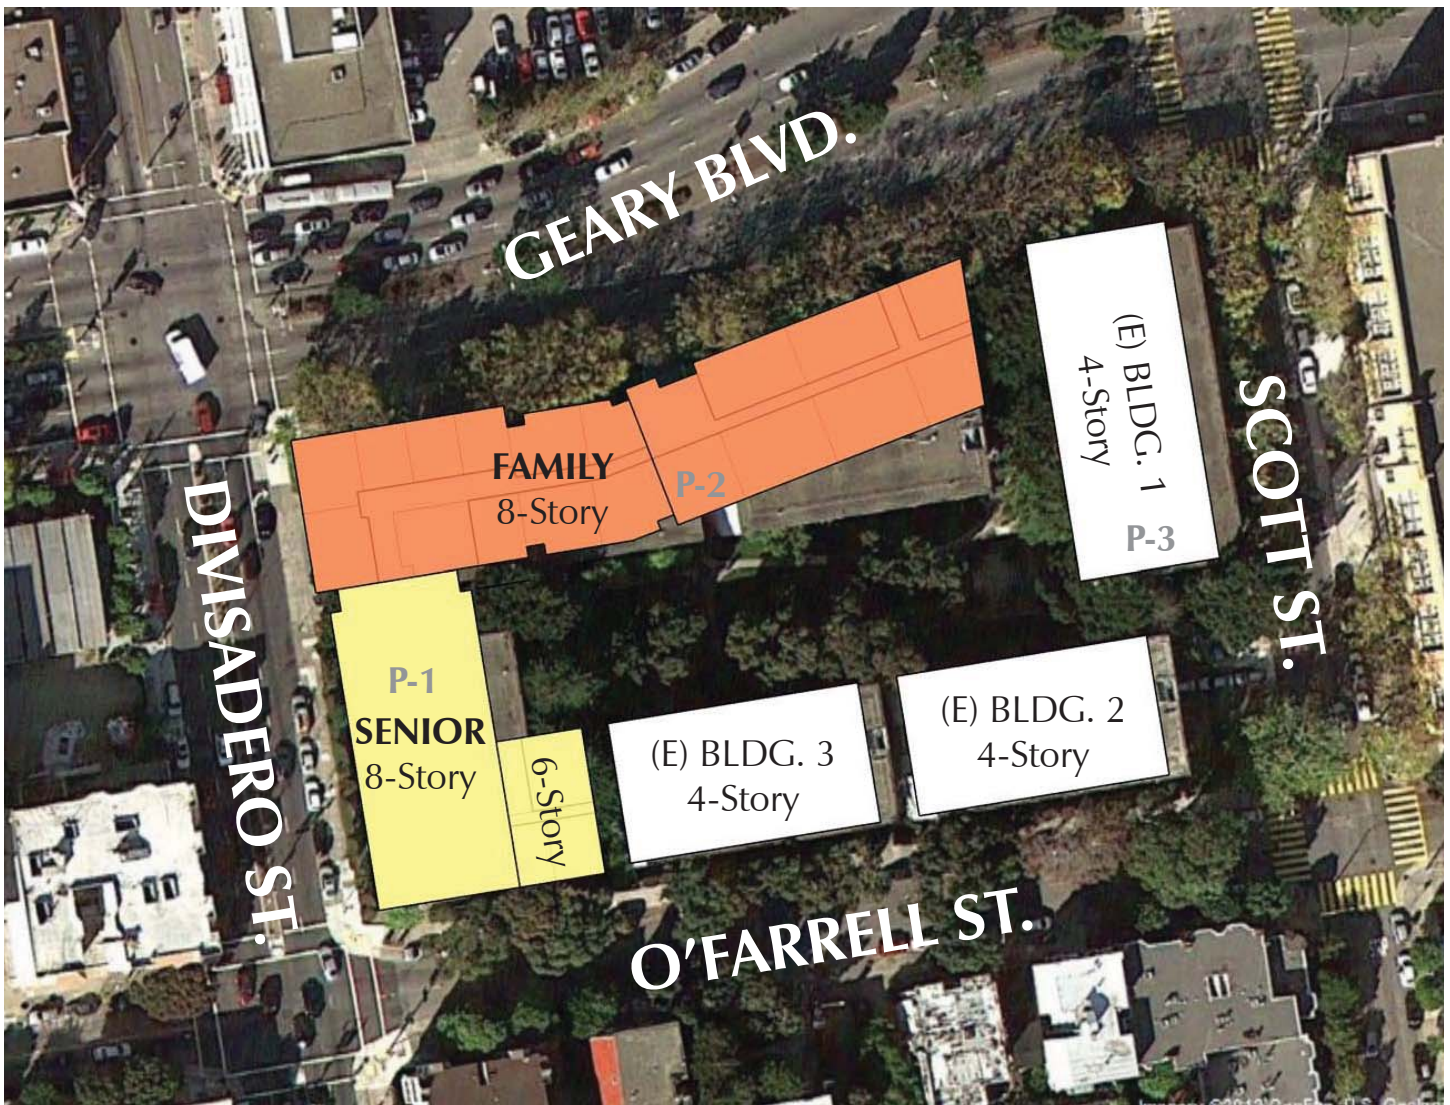 GEARY BLVD.
(E) BLDG. 1
4-Story
P-3
SCOTT ST.
FAMILY
8-Story
P-2
DIVISADERO ST.
P-1
SENIOR
8-Story
6-Story
(E) BLDG. 3
4-Story
(E) BLDG. 2
4-Story
O'FARRELL ST.